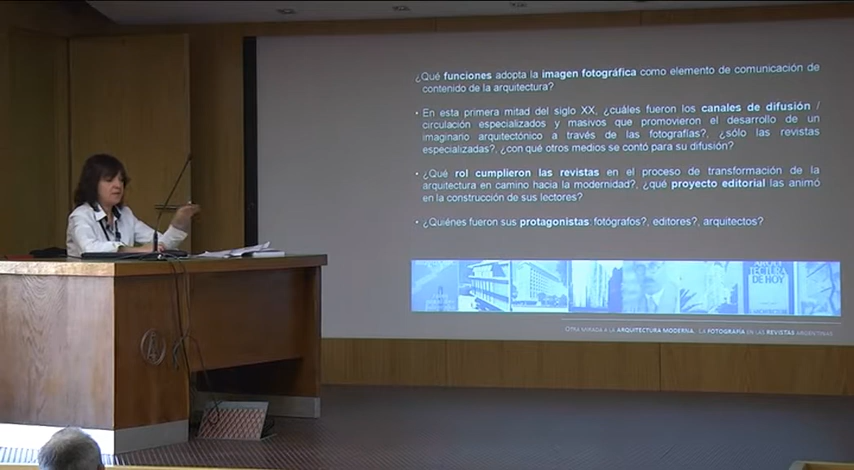 ¿Qué funciones adopta la imagen fotográfica como elemento de comunicación de
contenido de la arquitectura?
• En esta primera mitad del siglo XX, ¿cuáles fueron los canales de difusión /
circulación especializados y masivos que promovieron el desarrollo de un
imaginario arquitectónico a través de las fotografías?, ¿sólo las revistas
especializadas?, ¿con qué otros medios se contó para su difusión?
• ¿Qué rol cumplieron las revistas en el proceso de transformación de la
arquitectura en camino hacia la modernidad?, ¿qué proyecto editorial las animó
en la construcción de sus lectores?
• ¿Quiénes fueron sus protagonistas: fotógrafos?, editores?, arquitectos?
TECTURA
DE HOY
OTRA MIRADA A LA ARQUITECTURA MODERNA. LA FOTOGRAFÍA EN LAS REVISTAS ARGENTINAS